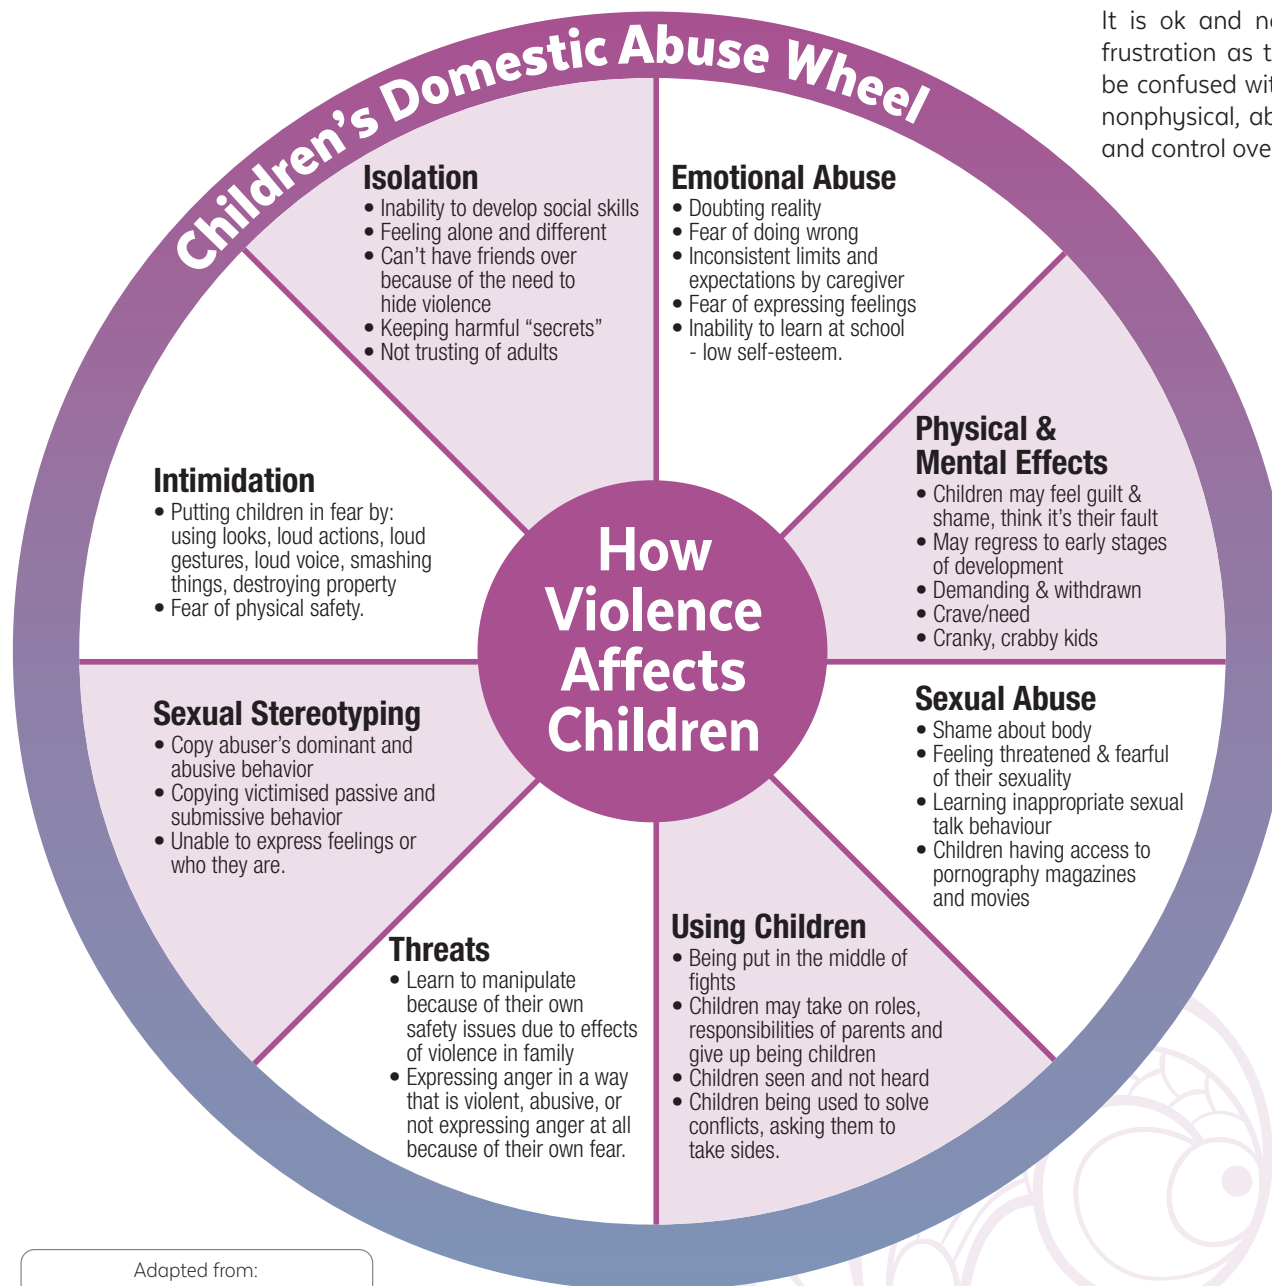 Children's Domestic Abuse Wheel
It is ok and
frustration as
be confused
nonphysical,
and control
Isolation
• Inability to develop social skills
• Feeling alone and different
• Can't have friends over
because of the need to
hide violence
• Keeping harmful “secrets”
• Not trusting of adults
Emotional Abuse
• Doubting reality
• Fear of doing wrong
• Inconsistent limits and
expectations by caregiver
• Fear of expressing feelings
• Inability to learn at school
- low self-esteem.
Physical &
Mental Effects
• Children may feel guilt &
shame, think it's their fault
• May regress to early stages
of development
• Demanding & withdrawn
• Crave/need
• Cranky, crabby kids
Sexual Abuse
• Shame about body
• Feeling threatened & fearful
of their sexuality
• Learning inappropriate sexual
talk behaviour
• Children having access to
pornography magazines
and movies
Using Children
• Being put in the middle of
fights
• Children may take on roles,
responsibilities of parents and
give up being children
• Children seen and not heard
• Children being used to solve
conflicts, asking them to
take sides.
Threats
• Learn to manipulate
because of their own
safety issues due to effects
of violence in family
• Expressing anger in a way
that is violent, abusive, or
not expressing anger at all
because of their own fear.
Sexual Stereotyping
• Copy abuser's dominant and
abusive behavior
• Copying victimised passive and
submissive behavior
• Unable to express feelings or
who they are.
Intimidation
• Putting children in fear by:
using looks, loud actions, loud
gestures, loud voice, smashing
things, destroying property
• Fear of physical safety.
How
Violence
Affects
Children
Adapted from: